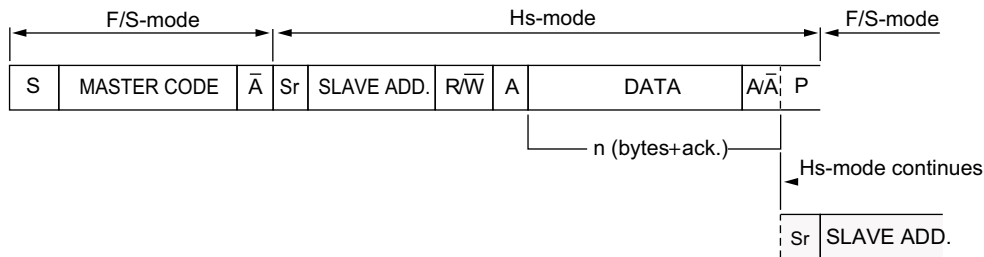 F/S-mode Hs-mode F/S-mode
S MASTER CODE A̅ Sr SLAVE ADD. R/W̅ A DATA A/A̅ P
n (bytes+ack.)
Hs-mode continues
Sr SLAVE ADD.